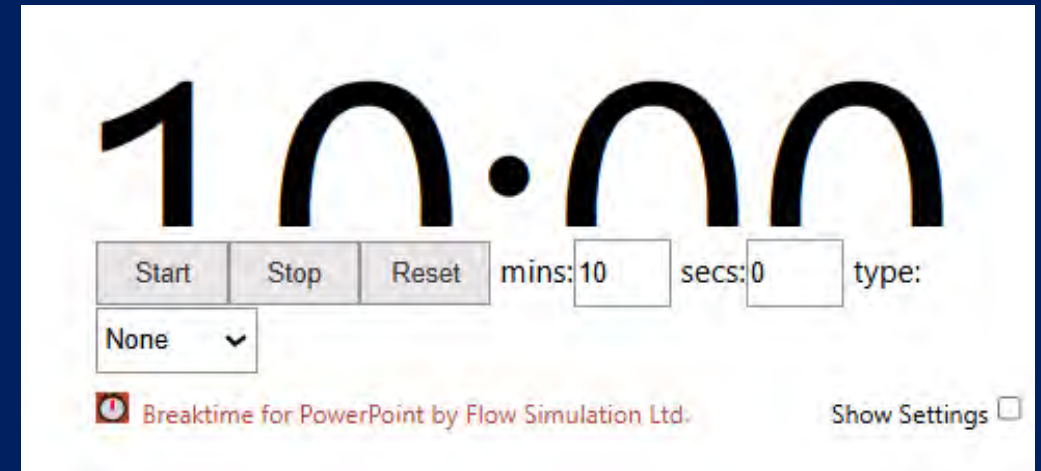 10:00
Start Stop Reset mins: 10 secs: 0 type:
None
Breaktime for PowerPoint by Flow Simulation Ltd. Show Settings